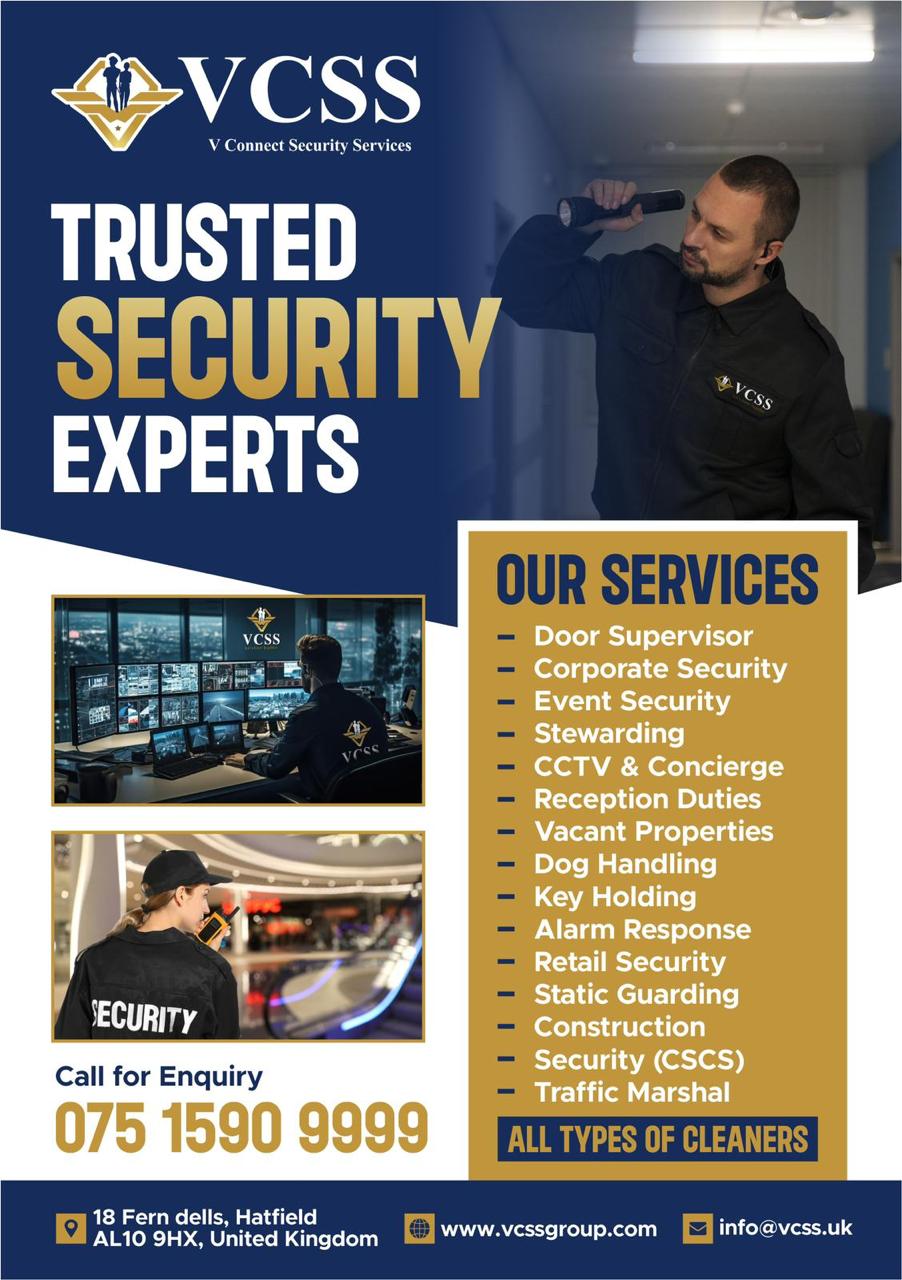 VCSS
V Connect Security Services
TRUSTED
SECURITY
EXPERTS
VCSS
VCSS
VCSS
SECURITY
Call for Enquiry
075 1590 9999
OUR SERVICES
– Door Supervisor
– Corporate Security
– Event Security
– Stewarding
– CCTV & Concierge
– Reception Duties
– Vacant Properties
– Dog Handling
– Key Holding
– Alarm Response
– Retail Security
– Static Guarding
– Construction
– Security (CSCS)
– Traffic Marshal
ALL TYPES OF CLEANERS
18 Fern dells, Hatfield
AL10 9HX, United Kingdom
www.vcssgroup.com
info@vcss.uk